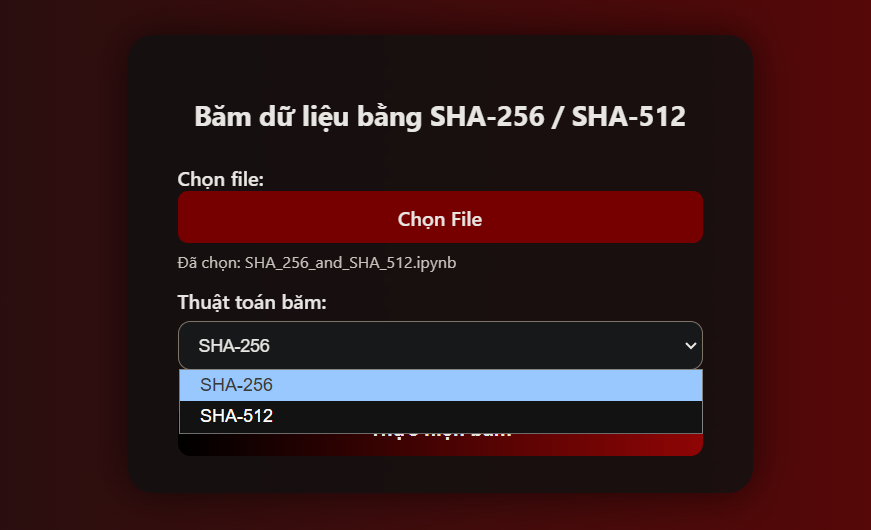 Băm dữ liệu bằng SHA-256 / SHA-512
Chọn file:
Chọn File
Đã chọn: SHA_256_and_SHA_512.ipynb
Thuật toán băm:
SHA-256
SHA-256
SHA-512